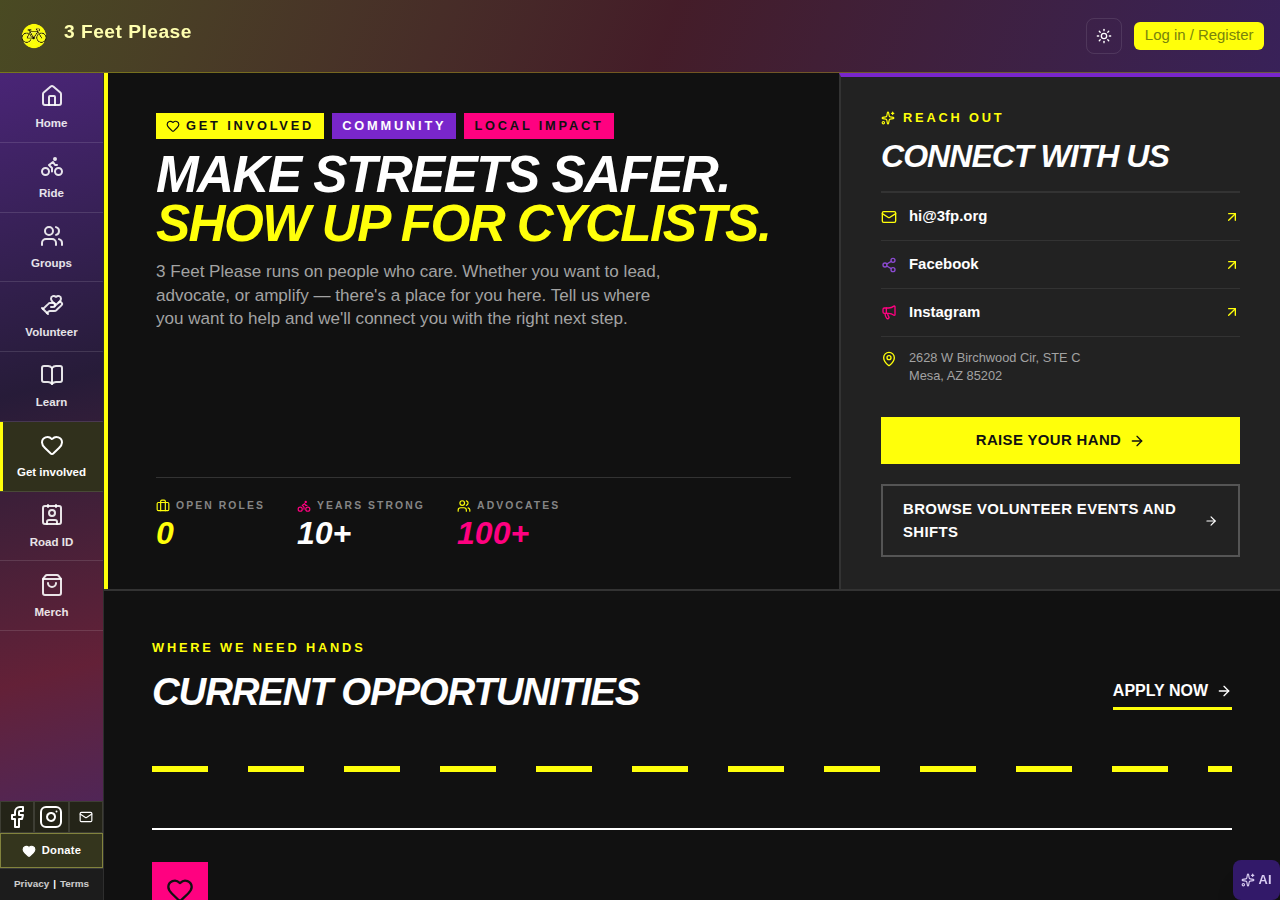 3 Feet Please
Log in / Register
Home
Ride
Groups
Volunteer
Learn
Get involved
Road ID
Merch
Donate
Privacy | Terms
GET INVOLVED
COMMUNITY
LOCAL IMPACT
MAKE STREETS SAFER.
SHOW UP FOR CYCLISTS.
3 Feet Please runs on people who care. Whether you want to lead,
advocate, or amplify — there's a place for you here. Tell us where
you want to help and we'll connect you with the right next step.
OPEN ROLES
0
YEARS STRONG
10+
ADVOCATES
100+
REACH OUT
CONNECT WITH US
hi@3fp.org
Facebook
Instagram
2628 W Birchwood Cir, STE C
Mesa, AZ 85202
RAISE YOUR HAND
BROWSE VOLUNTEER EVENTS AND
SHIFTS
WHERE WE NEED HANDS
CURRENT OPPORTUNITIES
APPLY NOW
AI